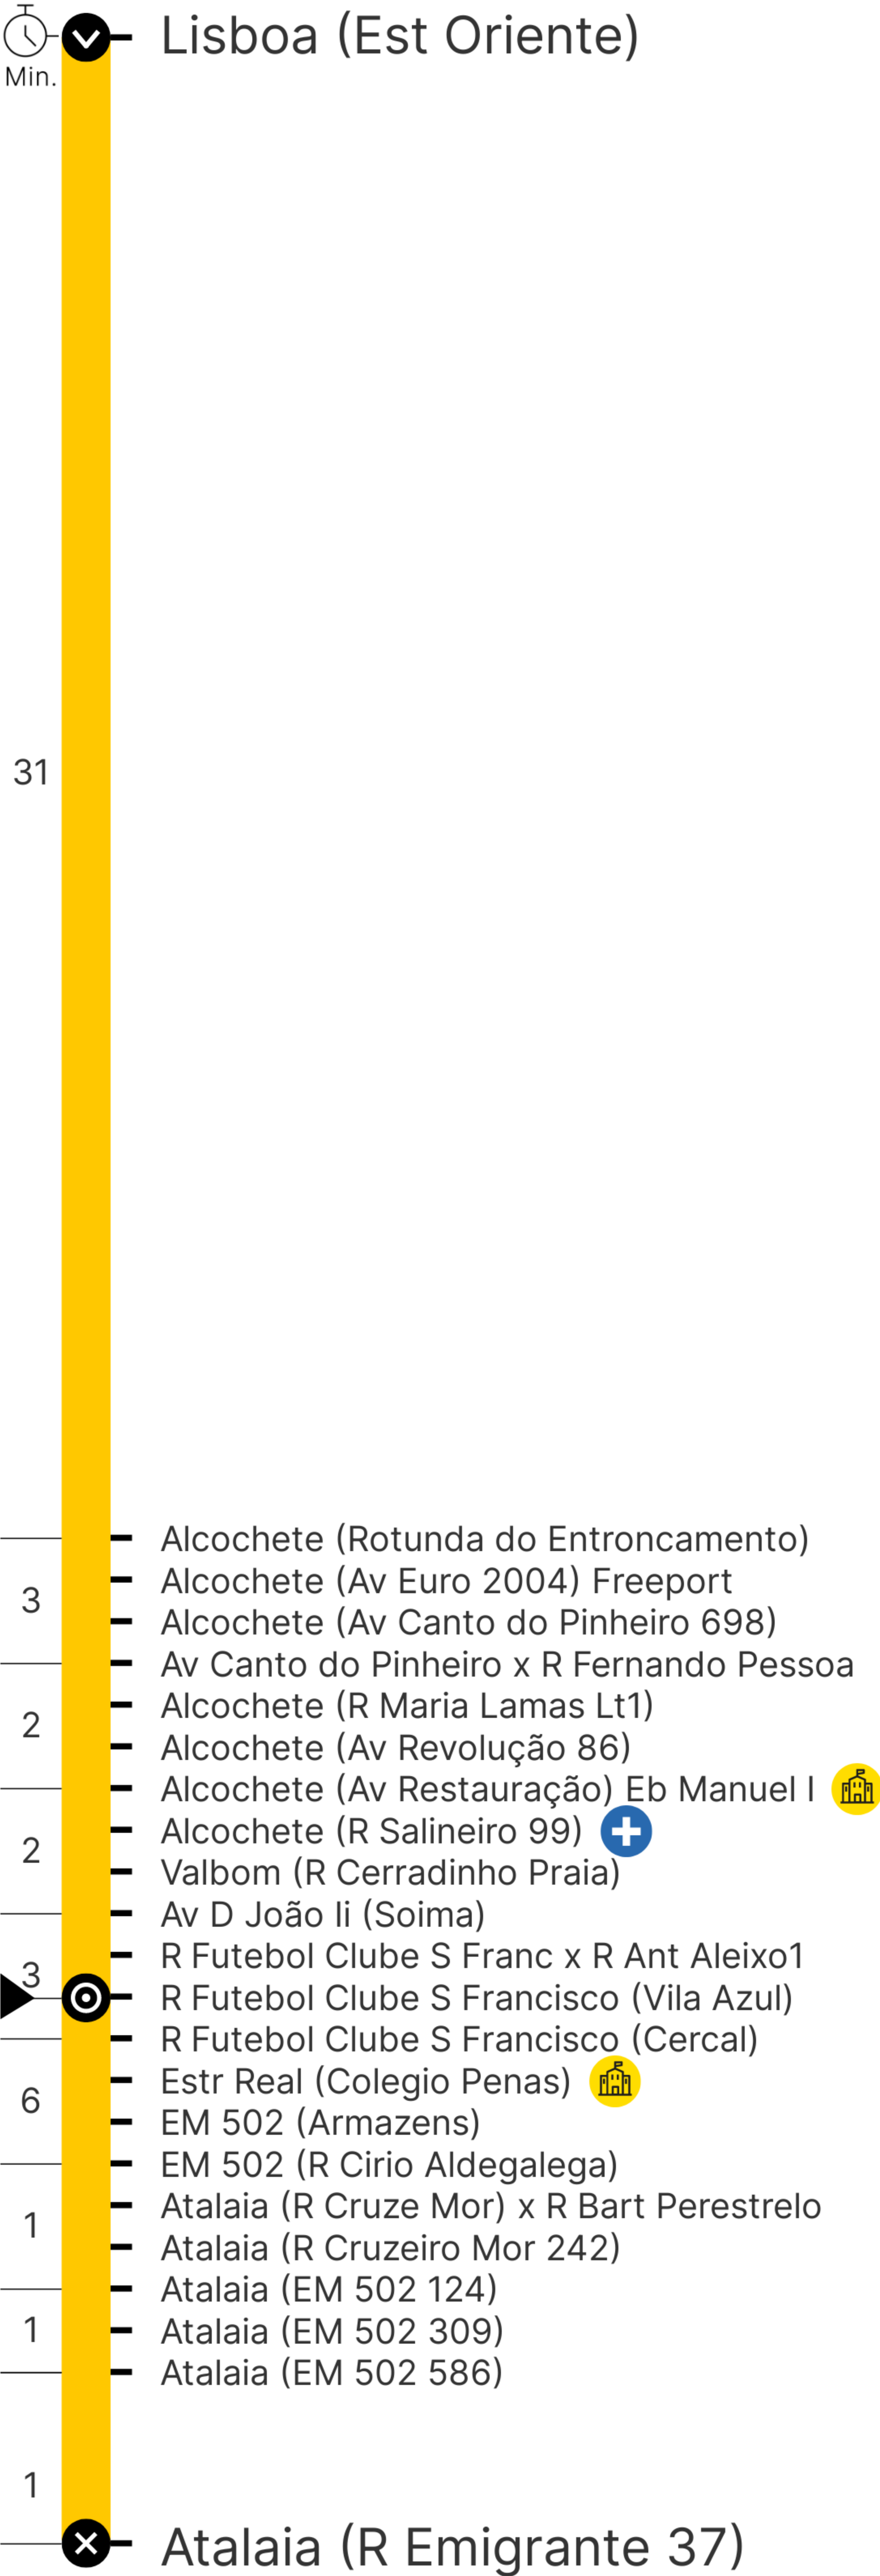 Lisboa (Est Oriente)
Min.
31
Alcochete (Rotunda do Entroncamento)
Alcochete (Av Euro 2004) Freeport
3
Alcochete (Av Canto do Pinheiro 698)
Av Canto do Pinheiro x R Fernando Pessoa
Alcochete (R Maria Lamas Lt1)
2
Alcochete (Av Revolução 86)
Alcochete (Av Restauração) Eb Manuel I
Alcochete (R Salineiro 99)
2
Valbom (R Cerradinho Praia)
Av D João Ii (Soima)
R Futebol Clube S Franc x R Ant Aleixo1
3
R Futebol Clube S Francisco (Vila Azul)
R Futebol Clube S Francisco (Cercal)
Estr Real (Colegio Penas)
6
EM 502 (Armazens)
EM 502 (R Cirio Aldegalega)
Atalaia (R Cruze Mor) x R Bart Perestrelo
1
Atalaia (R Cruzeiro Mor 242)
Atalaia (EM 502 124)
1
Atalaia (EM 502 309)
Atalaia (EM 502 586)
1
Atalaia (R Emigrante 37)